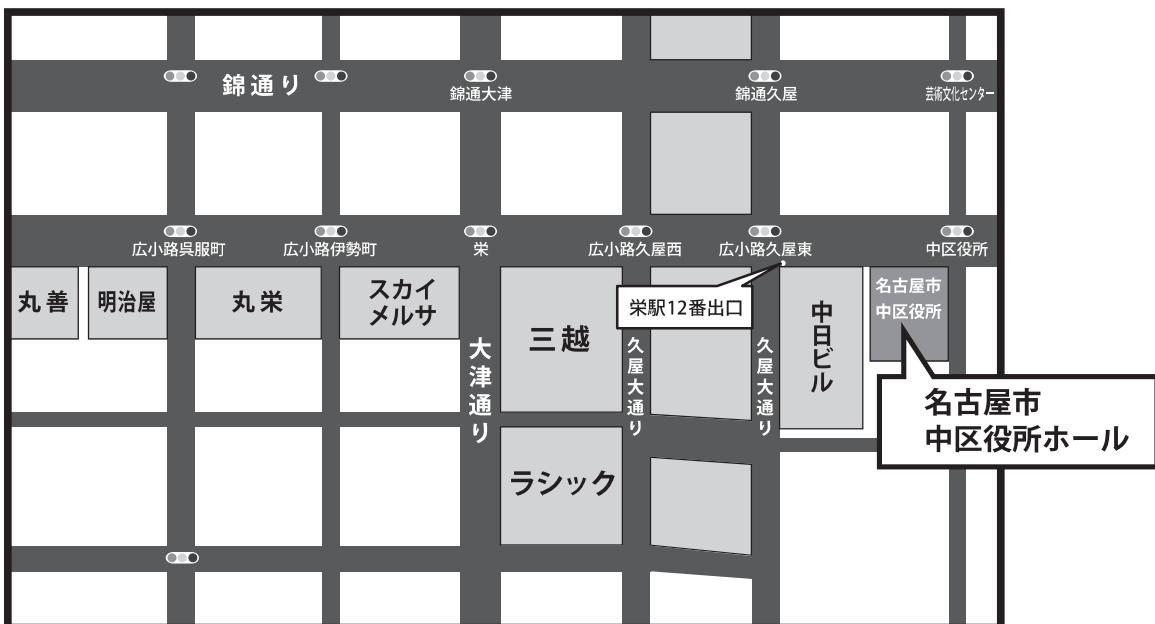 錦通り
錦通大津
錦通久屋
芸術文化センター
広小路呉服町
広小路伊勢町
栄
広小路久屋西
広小路久屋東
中区役所
丸善
明治屋
丸栄
スカイ
メルサ
三越
栄駅12番出口
中日ビル
名古屋市
中区役所
大津通り
久屋大通り
久屋大通り
名古屋市
中区役所ホール
ラシック